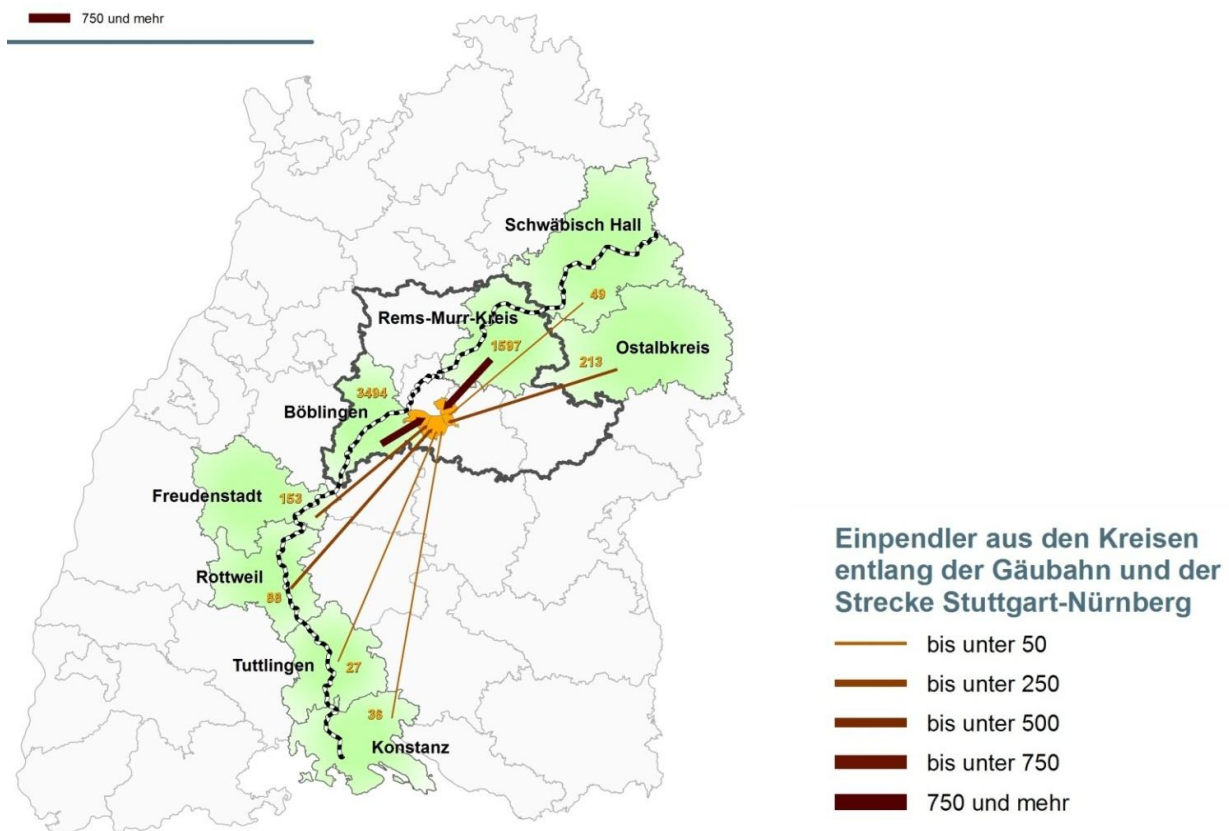 750 und mehr
Schwäbisch Hall
49
Rems-Murr-Kreis
1597
Ostalbkreis
213
3494
Böblingen
Freudenstadt
153
Rottweil
88
Tuttlingen
27
36
Konstanz
Einpendler aus den Kreisen
entlang der Gäubahn und der
Strecke Stuttgart-Nürnberg
bis unter 50
bis unter 250
bis unter 500
bis unter 750
750 und mehr